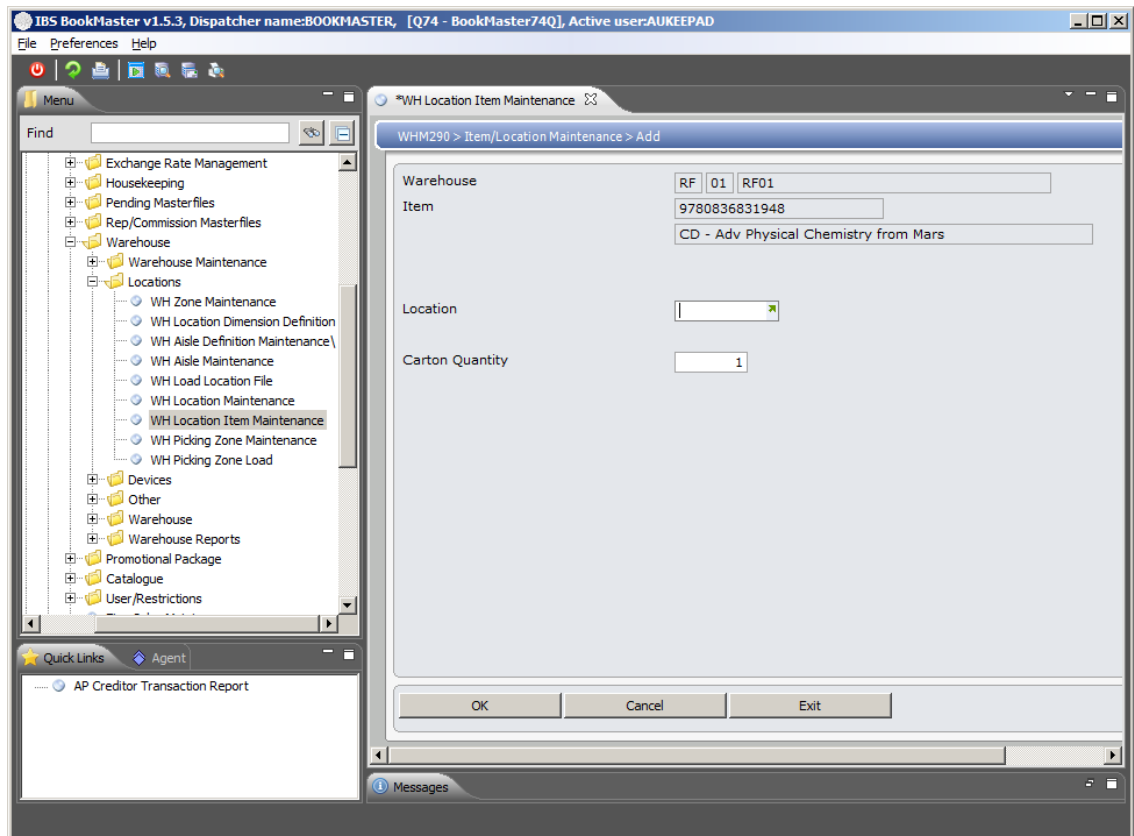 IBS BookMaster v1.5.3, Dispatcher name:BOOKMASTER, [Q74 - BookMaster74Q], Active user:AUKEEPAD
File Preferences Help
Menu
Find
Exchange Rate Management
Housekeeping
Pending Masterfiles
Rep/Commission Masterfiles
Warehouse
Warehouse Maintenance
Locations
WH Zone Maintenance
WH Location Dimension Definition
WH Aisle Definition Maintenance\
WH Aisle Maintenance
WH Load Location File
WH Location Maintenance
WH Location Item Maintenance
WH Picking Zone Maintenance
WH Picking Zone Load
Devices
Other
Warehouse
Warehouse Reports
Promotional Package
Catalogue
User/Restrictions
Quick Links Agent
AP Creditor Transaction Report
*WH Location Item Maintenance
WHM290 > Item/Location Maintenance > Add
Warehouse RF 01 RF01
Item 9780836831948
CD - Adv Physical Chemistry from Mars
Location
Carton Quantity 1
OK Cancel Exit
Messages